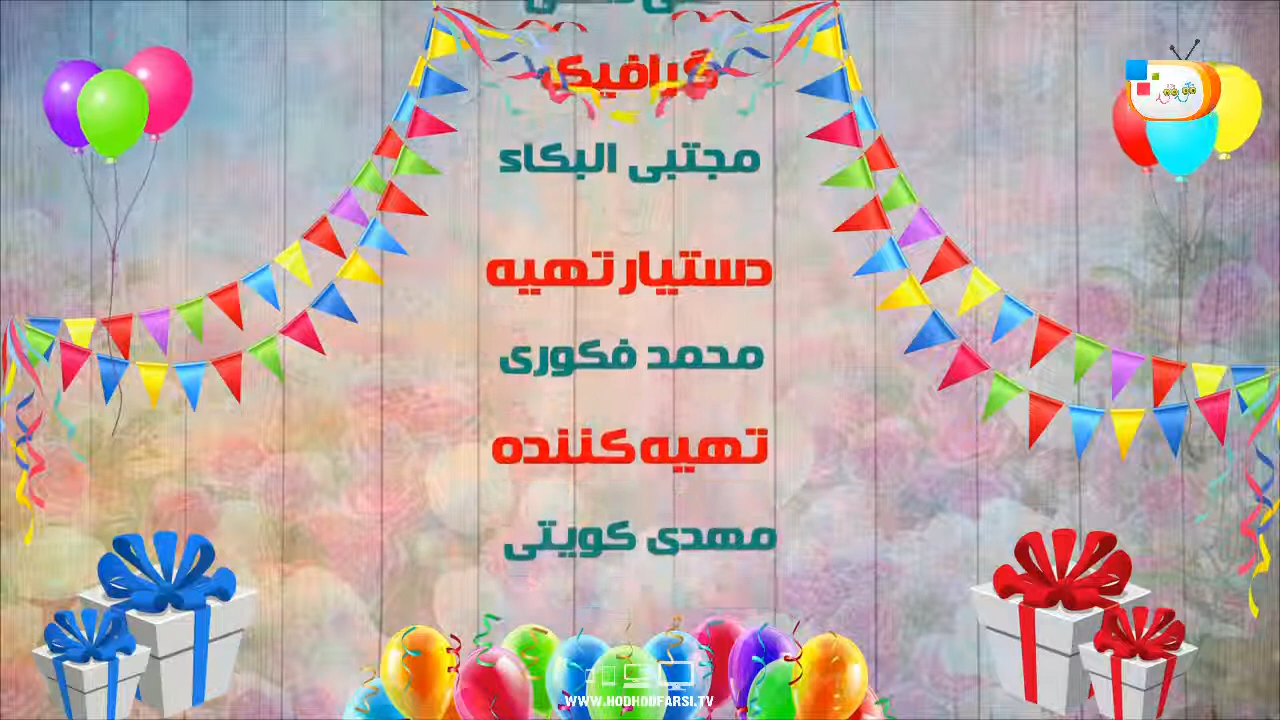 گرافیک
مجتبی البکاء
دستیار تهیه
محمد فکوری
تهیه‌کننده
مهدی کویتی
WWW.HODHODFARSI.TV